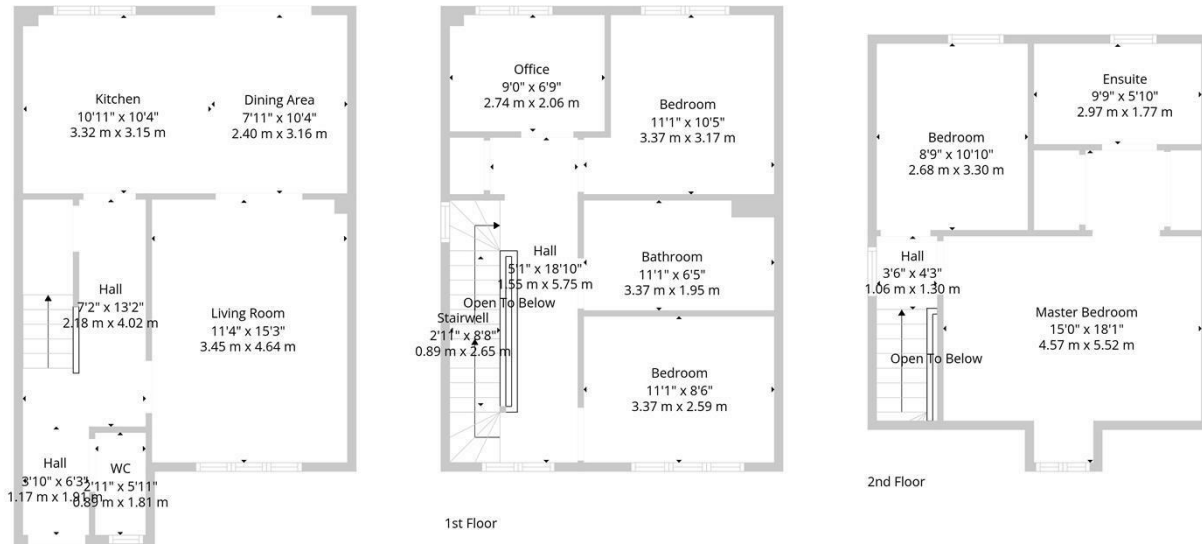 Kitchen
10'11" x 10'4"
3.32 m x 3.15 m
Dining Area
7'11" x 10'4"
2.40 m x 3.16 m
Hall
7'2" x 13'2"
2.18 m x 4.02 m
Living Room
11'4" x 15'3"
3.45 m x 4.64 m
Hall
3'10" x 6'3"
1.17 m x 1.91 m
WC
2'11" x 5'11"
0.89 m x 1.81 m
Office
9'0" x 6'9"
2.74 m x 2.06 m
Bedroom
11'1" x 10'5"
3.37 m x 3.17 m
Hall
5'1" x 18'10"
1.55 m x 5.75 m
Open To Below
Stairwell
2'11" x 8'8"
0.89 m x 2.65 m
Bathroom
11'1" x 6'5"
3.37 m x 1.95 m
Bedroom
11'1" x 8'6"
3.37 m x 2.59 m
1st Floor
Bedroom
8'9" x 10'10"
2.68 m x 3.30 m
Ensuite
9'9" x 5'10"
2.97 m x 1.77 m
Hall
3'6" x 4'3"
1.06 m x 1.30 m
Master Bedroom
15'0" x 18'1"
4.57 m x 5.52 m
Open To Below
2nd Floor